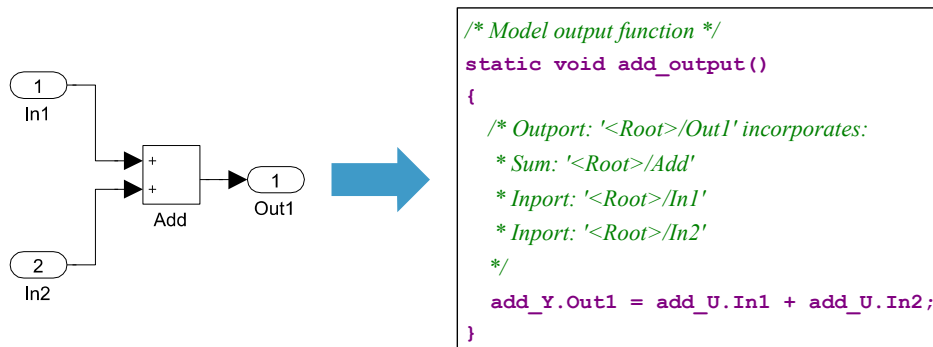 1
In1
2
In2
+
+
Add
1
Out1
/* Model output function */
static void add_output()
{
/* Outport: '<Root>/Out1' incorporates:
* Sum: '<Root>/Add'
* Inport: '<Root>/In1'
* Inport: '<Root>/In2'
*/
add_Y.Out1 = add_U.In1 + add_U.In2;
}